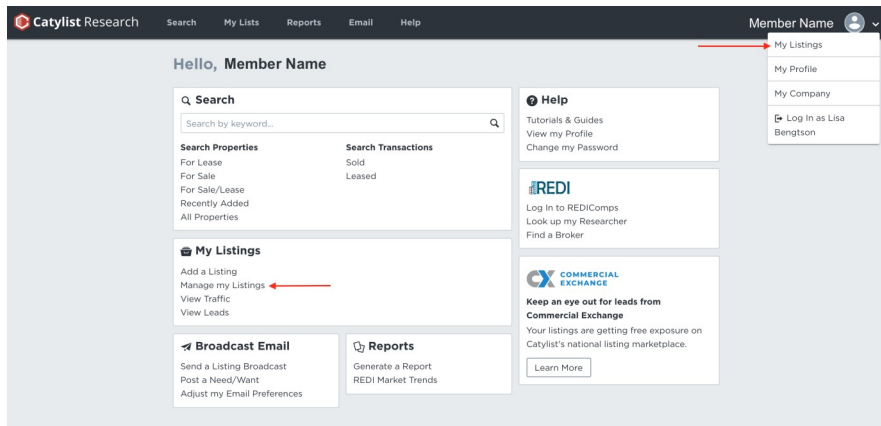 Catylist Research
Search My Lists Reports Email Help
Member Name
My Listings
My Profile
My Company
Log In as Lisa
Bengtson
Hello, Member Name
Search
Search by keyword...
Search Properties
For Lease
For Sale
For Sale/Lease
Recently Added
All Properties
Search Transactions
Sold
Leased
My Listings
Add a Listing
Manage my Listings
View Traffic
View Leads
Broadcast Email
Send a Listing Broadcast
Post a Need/Want
Adjust my Email Preferences
Reports
Generate a Report
REDI Market Trends
Help
Tutorials & Guides
View my Profile
Change my Password
REDI
Log In to REDIComps
Look up my Researcher
Find a Broker
CX COMMERCIAL
EXCHANGE
Keep an eye out for leads from
Commercial Exchange
Your listings are getting free exposure on
Catylist's national listing marketplace.
Learn More